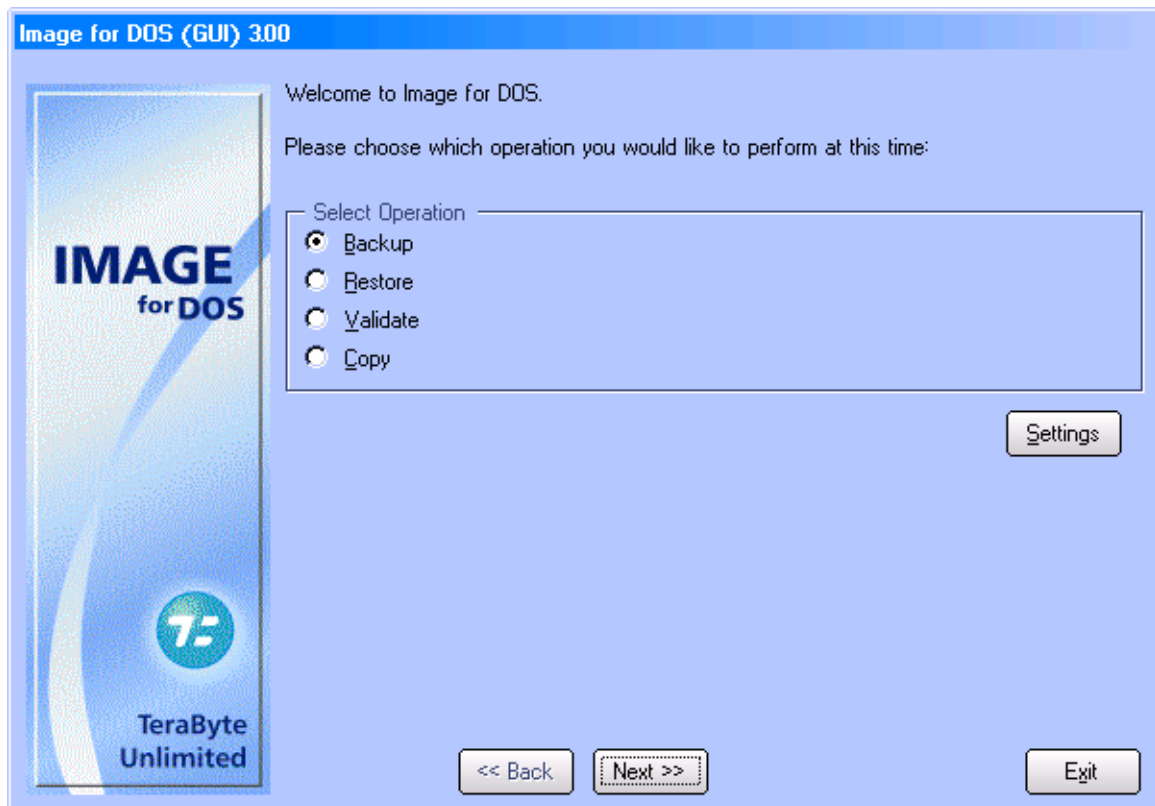 Image for DOS (GUI) 3.00
Welcome to Image for DOS.
Please choose which operation you would like to perform at this time:
Select Operation
Backup
Restore
Validate
Copy
Settings
IMAGE
for DOS
TeraByte
Unlimited
<< Back
Next >>
Exit